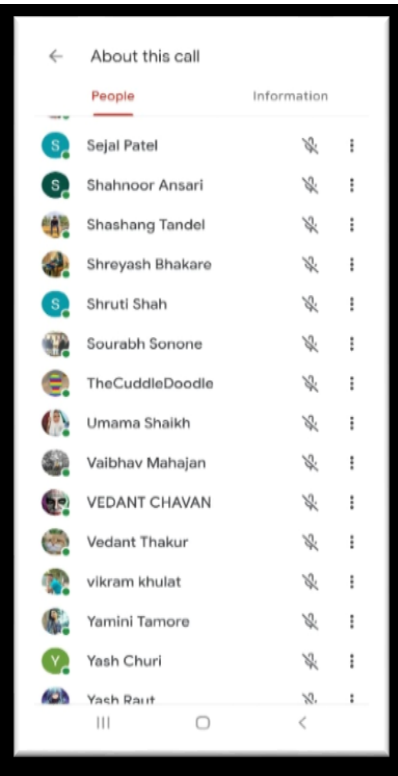 About this call
People Information
S Sejal Patel
S Shahnoor Ansari
Shashang Tandel
Shreyash Bhakare
S Shruti Shah
Sourabh Sonone
TheCuddleDoodle
Umama Shaikh
Vaibhav Mahajan
VEDANT CHAVAN
Vedant Thakur
vikram khulat
Yamini Tamore
Y Yash Churi
Yash Raut